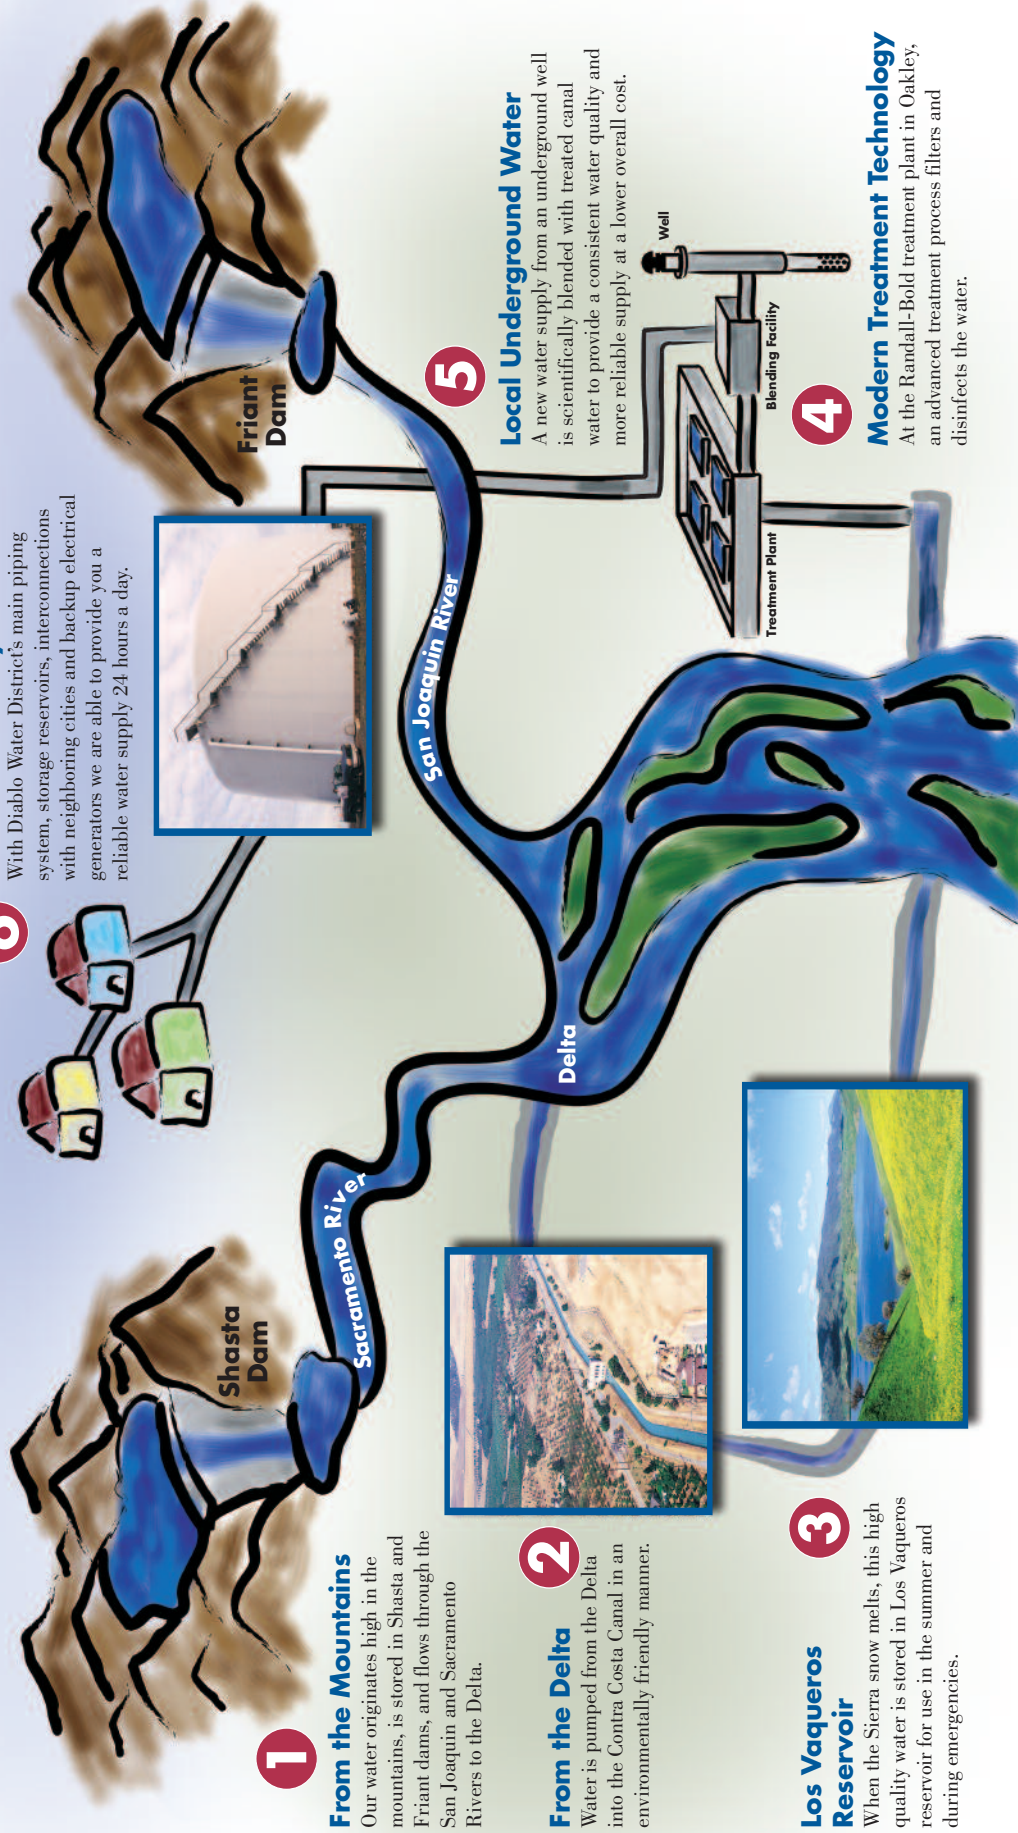 1
From the Mountains
Our water originates high in the
mountains, is stored in Shasta and
Friant dams, and flows through the
San Joaquin and Sacramento
Rivers to the Delta.
2
From the Delta
Water is pumped from the Delta
into the Contra Costa Canal in an
environmentally friendly manner.
3
Los Vaqueros
Reservoir
When the Sierra snow melts, this high
quality water is stored in Los Vaqueros
reservoir for use in the summer and
during emergencies.
4
Modern Treatment Technology
At the Randall-Bold treatment plant in Oakley,
an advanced treatment process filters and
disinfects the water.
5
Local Underground Water
A new water supply from an underground well
is scientifically blended with treated canal
water to provide a consistent water quality and
more reliable supply at a lower overall cost.
With Diablo Water District's main piping
system, storage reservoirs, interconnections
with neighboring cities and backup electrical
generators we are able to provide you a
reliable water supply 24 hours a day.
Shasta
Dam
Sacramento River
Delta
San Joaquin River
Friant
Dam
Treatment Plant
Blending Facility
Well